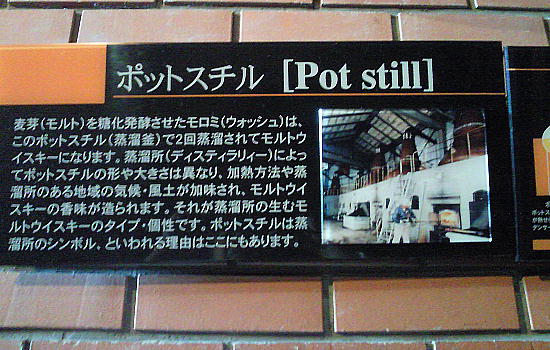 ポットスチル [Pot still]
麦芽(モルト)を糖化発酵させたモロミ(ウォッシュ)は、
このポットスチル(蒸溜釜)で2回蒸溜されてモルトウ
イスキーになります。蒸溜所(ディスティラリー)によっ
てポットスチルの形や大きさは異なり、加熱方法や蒸
溜所のある地域の気候・風土が加味され、モルトウイ
スキーの香味が造られます。それが蒸溜所の生むモ
ルトウイスキーのタイプ・個性です。ポットスチルは蒸
溜所のシンボル、といわれる理由はここにもあります。